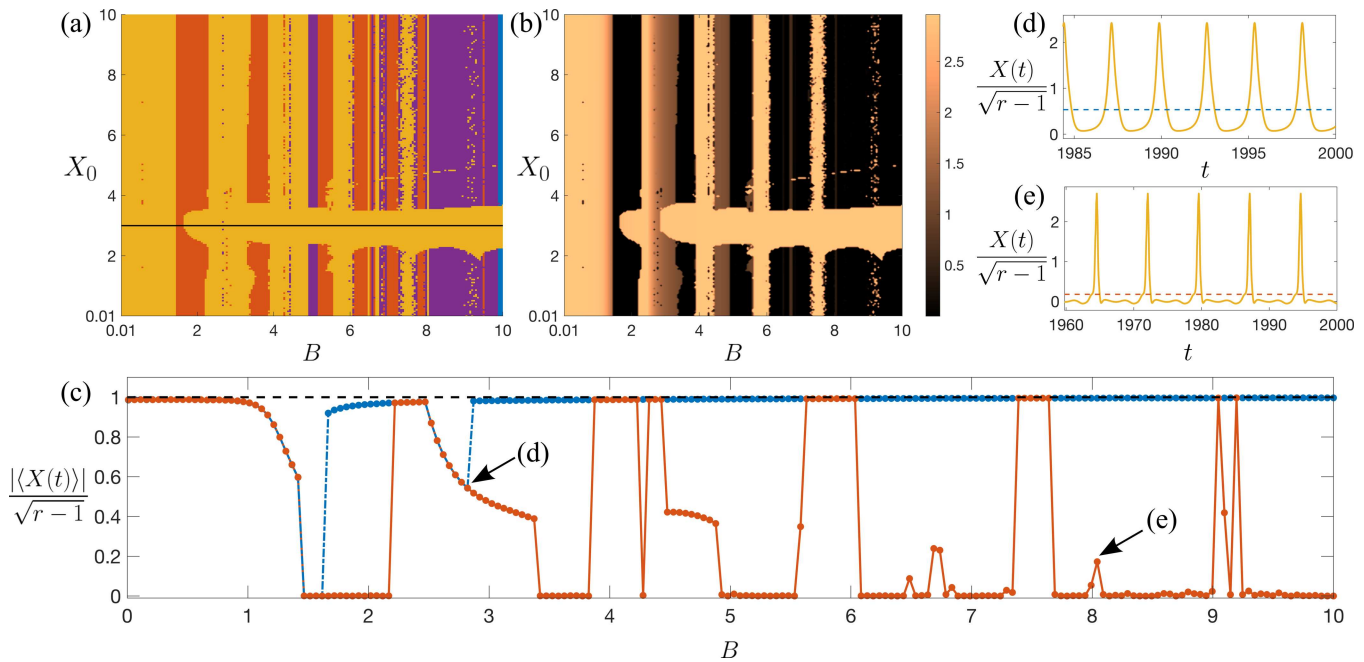 (a)
10
8
6
X_0
4
2
0.01
0.01 2 4 6 8 10
B
(b)
10
8
6
X_0
4
2
0.01
0.01 2 4 6 8 10
B
2.5
2
1.5
1
0.5
(d)
X(t)
√r − 1
2
1
0
1985 1990 1995 2000
t
(e)
X(t)
√r − 1
2
1
0
1960 1970 1980 1990 2000
t
(c)
|⟨X(t)⟩|
√r − 1
1
0.8
0.6
0.4
0.2
0
(d)
(e)
0 1 2 3 4 5 6 7 8 9 10
B